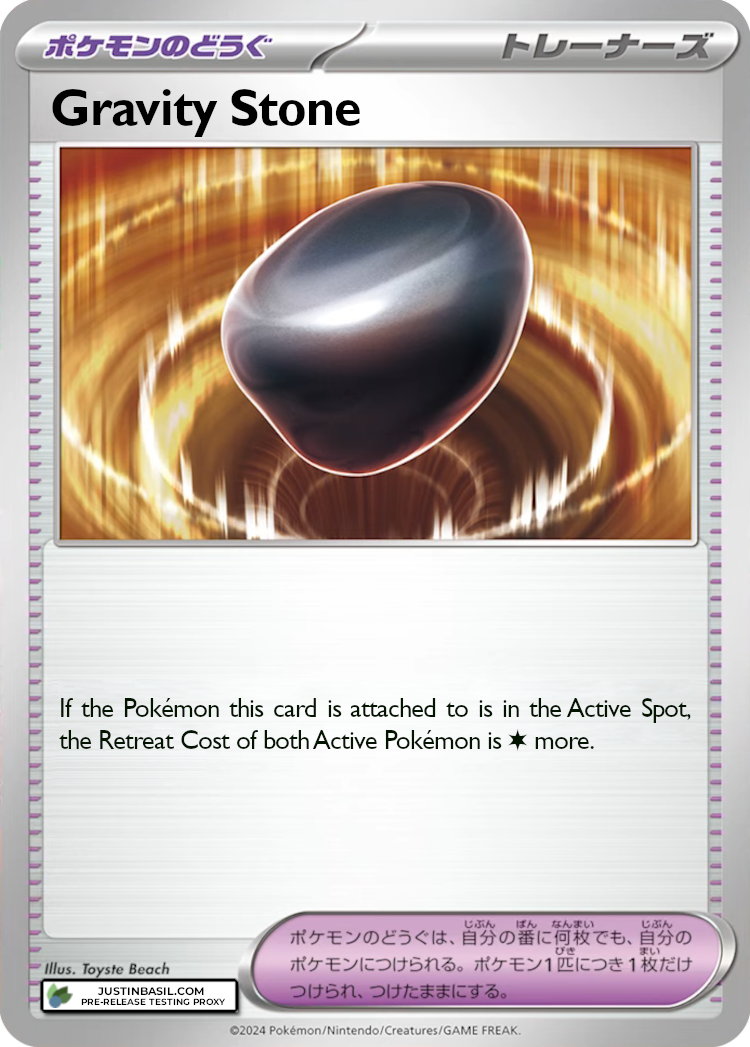 ポケモンのどうぐ トレーナーズ
Gravity Stone
If the Pokémon this card is attached to is in the Active Spot,
the Retreat Cost of both Active Pokémon is ✶ more.
ポケモンのどうぐは、自分の番に何枚でも、自分の
ポケモンにつけられる。ポケモン1匹につき1枚だけ
つけられ、つけたままにする。
Illus. Toyste Beach
JUSTINBASIL.COM
PRE-RELEASE TESTING PROXY
©2024 Pokémon/Nintendo/Creatures/GAME FREAK.